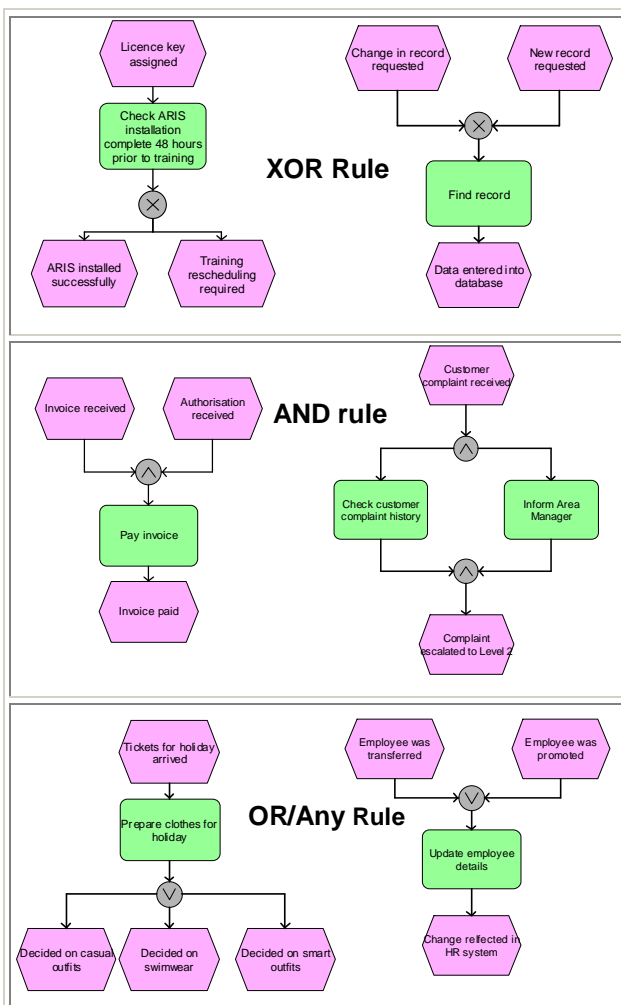 Licence key
assigned
Check ARIS
installation
complete 48 hours
prior to training
ARIS installed
successfully
Training
rescheduling
required
XOR Rule
Change in record
requested
New record
requested
Find record
Data entered into
database
Invoice received
Authorisation
received
Pay invoice
Invoice paid
AND rule
Customer
complaint received
Check customer
complaint history
Inform Area
Manager
Complaint
escalated to Level 2
Tickets for holiday
arrived
Prepare clothes for
holiday
Decided on casual
outfits
Decided on
swimwear
Decided on smart
outfits
OR/Any Rule
Employee was
transferred
Employee was
promoted
Update employee
details
Change relfected in
HR system